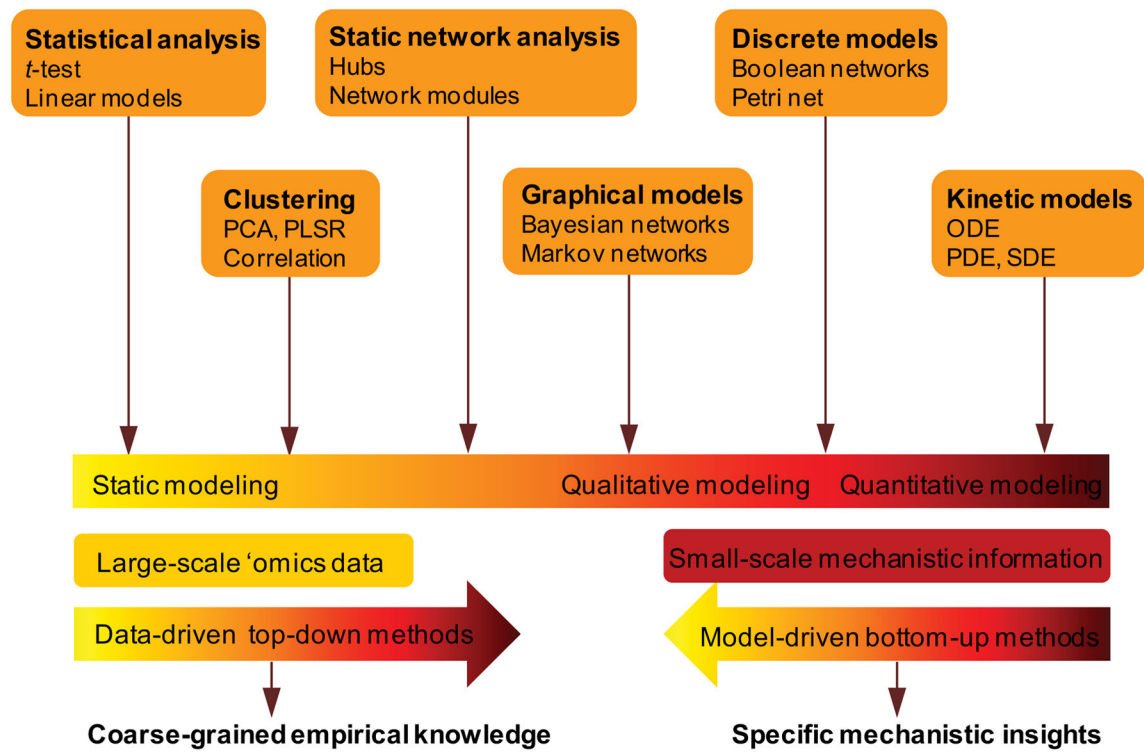 Statistical analysis
t-test
Linear models
Static network analysis
Hubs
Network modules
Discrete models
Boolean networks
Petri net
Clustering
PCA, PLSR
Correlation
Graphical models
Bayesian networks
Markov networks
Kinetic models
ODE
PDE, SDE
Static modeling
Qualitative modeling
Quantitative modeling
Large-scale ‘omics data
Small-scale mechanistic information
Data-driven top-down methods
Model-driven bottom-up methods
Coarse-grained empirical knowledge
Specific mechanistic insights